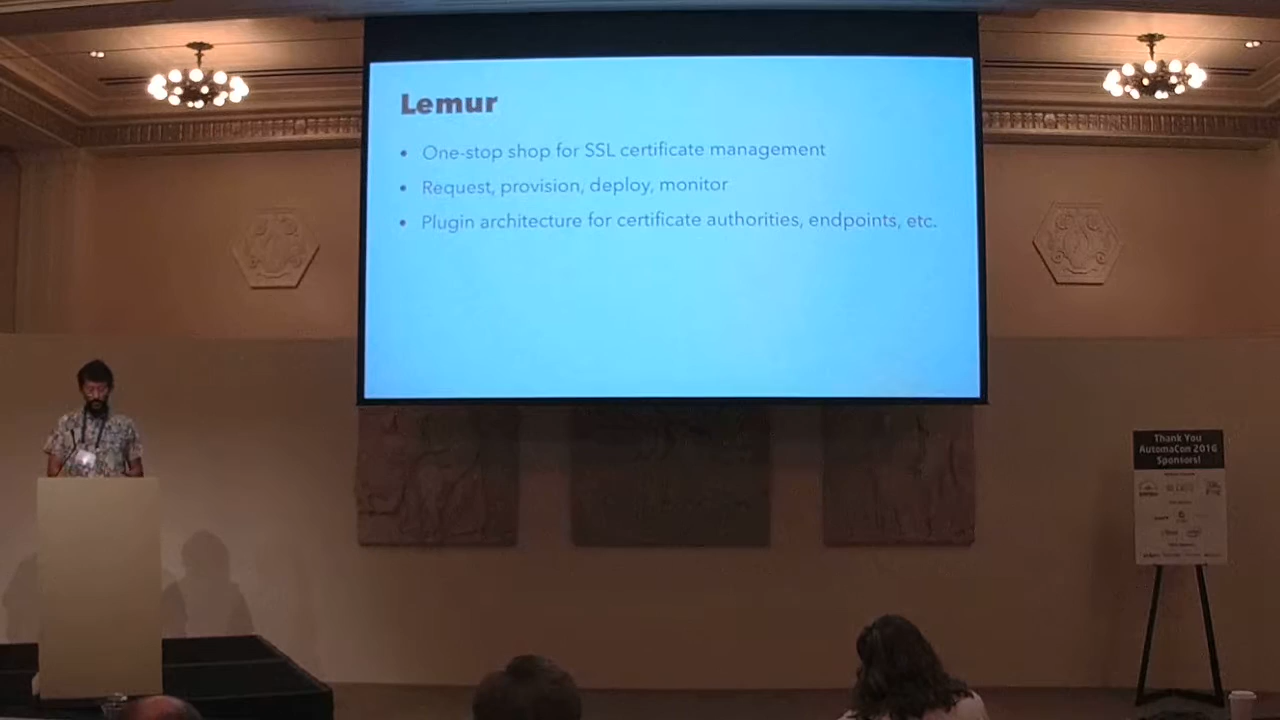 Lemur
• One-stop shop for SSL certificate management
• Request, provision, deploy, monitor
• Plugin architecture for certificate authorities, endpoints, etc.
Thank You
AutomaCon 2016
Sponsors!